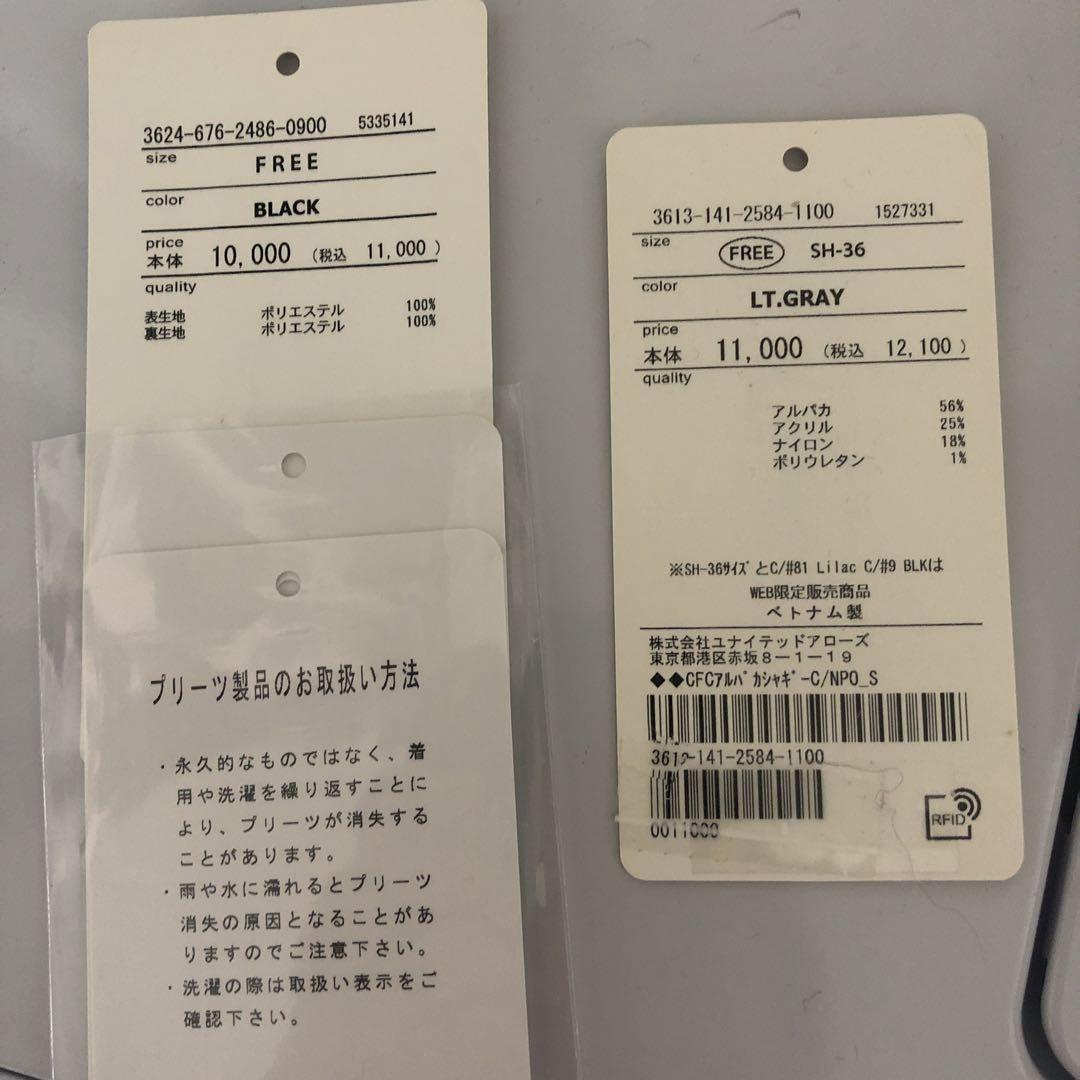 3624-676-2486-0900 5335141
size
FREE
color
BLACK
price
本体 10,000 (税込 11,000 )
quality
表生地 ポリエステル 100%
裏生地 ポリエステル 100%
プリーツ製品のお取扱い方法
・永久的なものではなく、着
用や洗濯を繰り返すことに
より、プリーツが消失する
ことがあります。
・雨や水に濡れるとプリーツ
消失の原因となることがあ
りますのでご注意下さい。
・洗濯の際は取扱い表示をご
確認下さい。
3613-141-2584-1100 1527331
size
FREE SH-36
color
LT.GRAY
price
本体 11,000 (税込 12,100 )
quality
アルパカ 56%
アクリル 25%
ナイロン 18%
ポリウレタン 1%
※SH-36ｻｲｽﾞとC/#81 Lilac C/#9 BLKは
WEB限定販売商品
ベトナム製
株式会社ユナイテッドアローズ
東京都港区赤坂８－１－１９
◆◆CFCｱﾙﾊﾟｶｼｬｷﾞｰC/NPO_S
3613-141-2584-1100
0011000
RFID